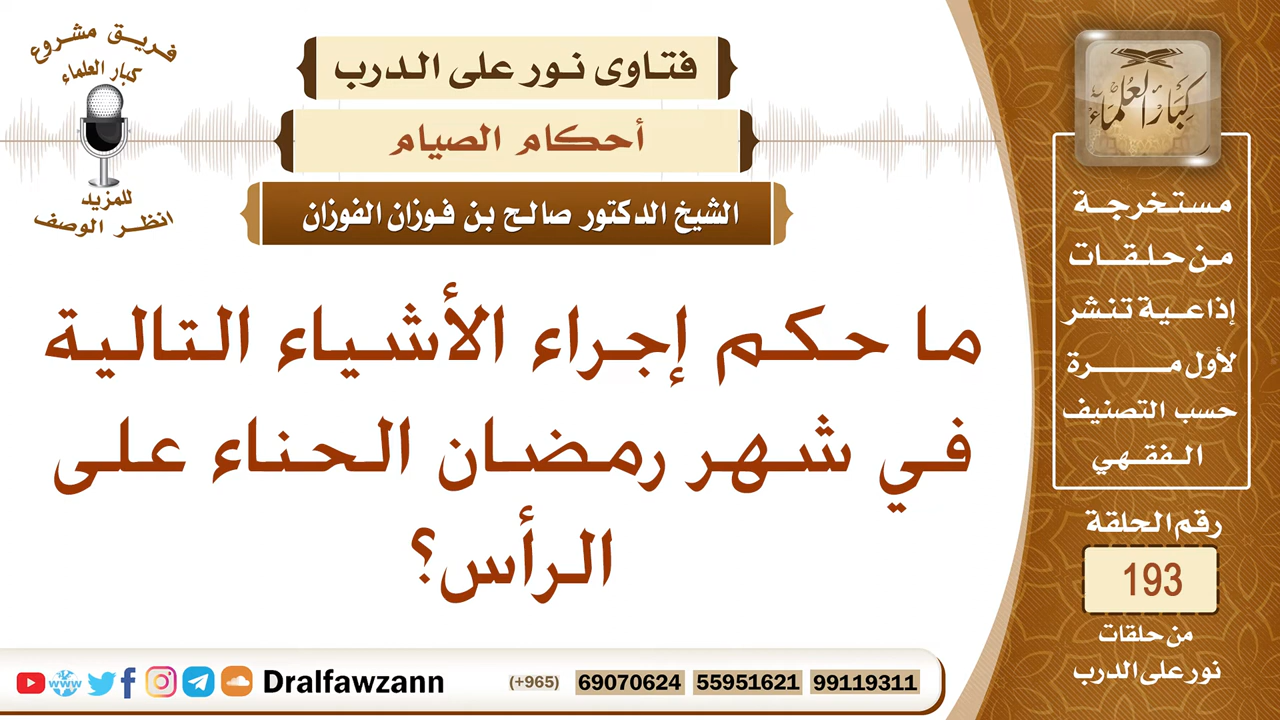 فريق مشروع
كبار العلماء
للمزيد
انظر الوصف
فتاوى نور على الدرب
أحكام الصيام
الشيخ الدكتور صالح بن فوزان الفوزان
ما حكم إجراء الأشياء التالية
في شهر رمضان الحناء على
الرأس؟
كبار العلماء
مستخرجة
من حلقات
إذاعية تنشر
لأول مرة
حسب التصنيف
الفقهي
رقم الحلقة
193
من حلقات
نور على الدرب
www
Dralfawzann (+965) 69070624 55951621 99119311